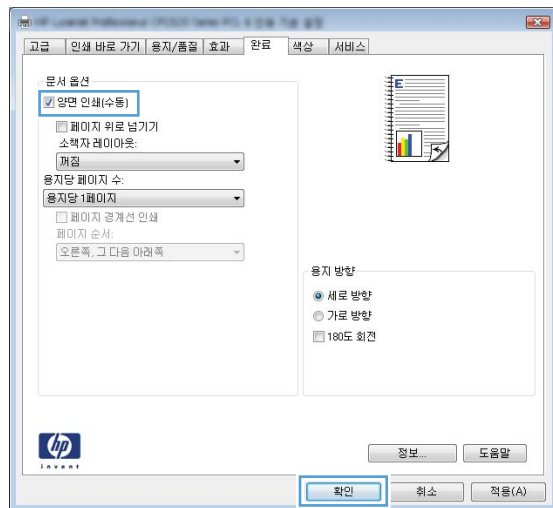 고급
인쇄 바로 가기
용지/품질
효과
완료
색상
서비스
문서 옵션
양면 인쇄(수동)
페이지 위로 넘기기
소책자 레이아웃:
꺼짐
용지당 페이지 수:
용지당 1페이지
페이지 경계선 인쇄
페이지 순서:
오른쪽, 그 다음 아래쪽
E
용지 방향
세로 방향
가로 방향
180도 회전
hp
invent
정보...
도움말
확인
취소
적용(A)